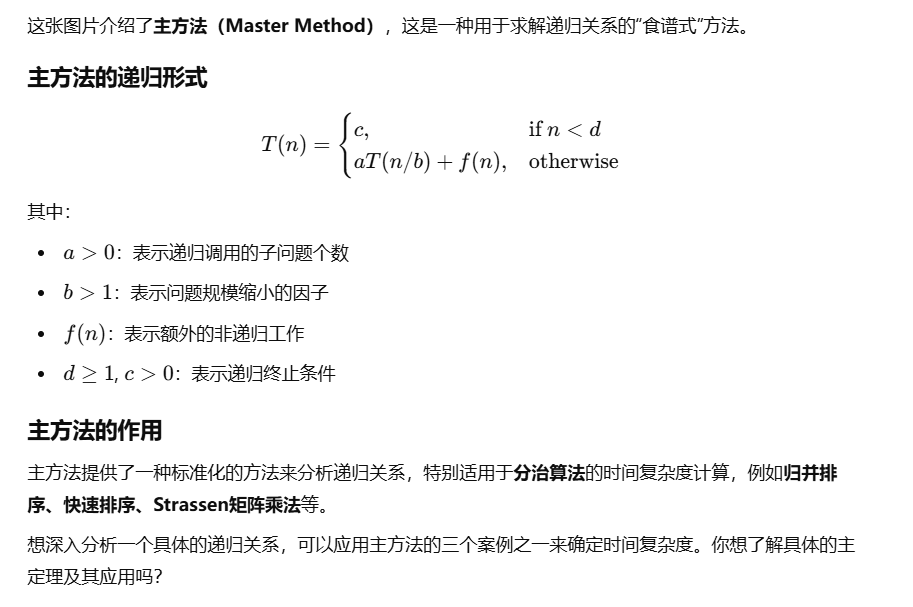 这张图片介绍了主方法（Master Method），这是一种用于求解递归关系的“食谱式”方法。
主方法的递归形式
T(n) = { c, if n < d
aT(n/b) + f(n), otherwise
其中：
• a > 0：表示递归调用的子问题个数
• b > 1：表示问题规模缩小的因子
• f(n)：表示额外的非递归工作
• d ≥ 1, c > 0：表示递归终止条件
主方法的作用
主方法提供了一种标准化的方法来分析递归关系，特别适用于分治算法的时间复杂度计算，例如归并排
序、快速排序、Strassen矩阵乘法等。
想深入分析一个具体的递归关系，可以应用主方法的三个案例之一来确定时间复杂度。你想了解具体的主
定理及其应用吗？